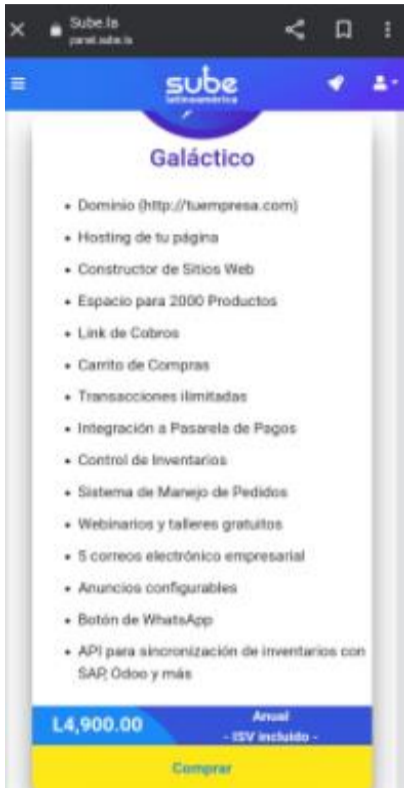 Sube.la
panel.sube.la
sube
latinoamérica
Galáctico
• Dominio (http://tuempresa.com)
• Hosting de tu página
• Constructor de Sitios Web
• Espacio para 2000 Productos
• Link de Cobros
• Carrito de Compras
• Transacciones ilimitadas
• Integración a Pasarela de Pagos
• Control de Inventarios
• Sistema de Manejo de Pedidos
• Webinarios y talleres gratuitos
• 5 correos electrónico empresarial
• Anuncios configurables
• Botón de WhatsApp
• API para sincronización de inventarios con
SAP, Odoo y más
L4,900.00
Anual
- ISV incluido -
Comprar